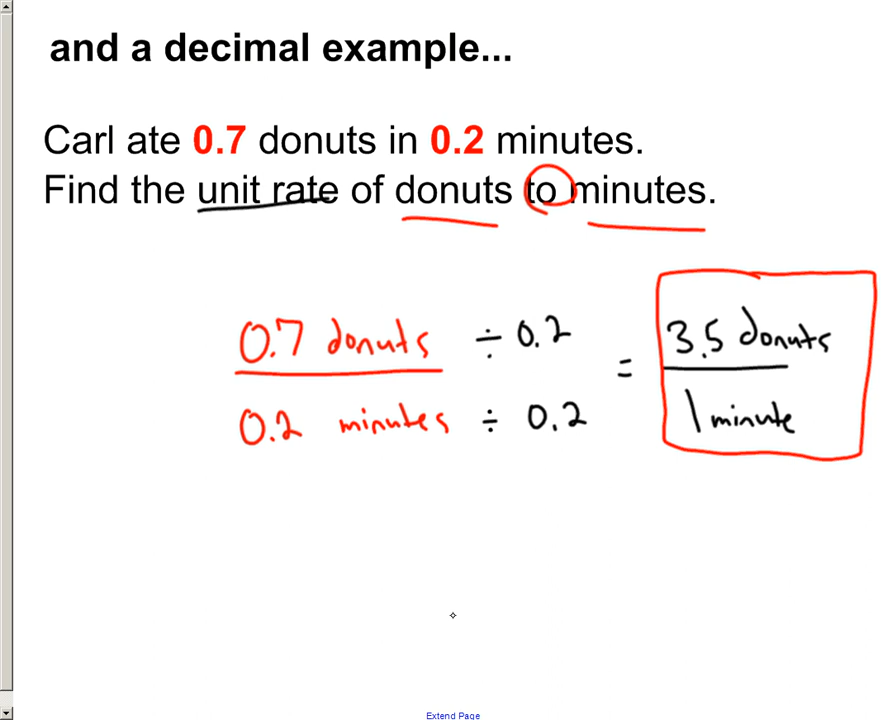 and a decimal example...
Carl ate 0.7 donuts in 0.2 minutes.
Find the unit rate of donuts to minutes.
0.7 donuts ÷ 0.2
= 3.5 donuts
0.2 minutes ÷ 0.2
1 minute
Extend Page